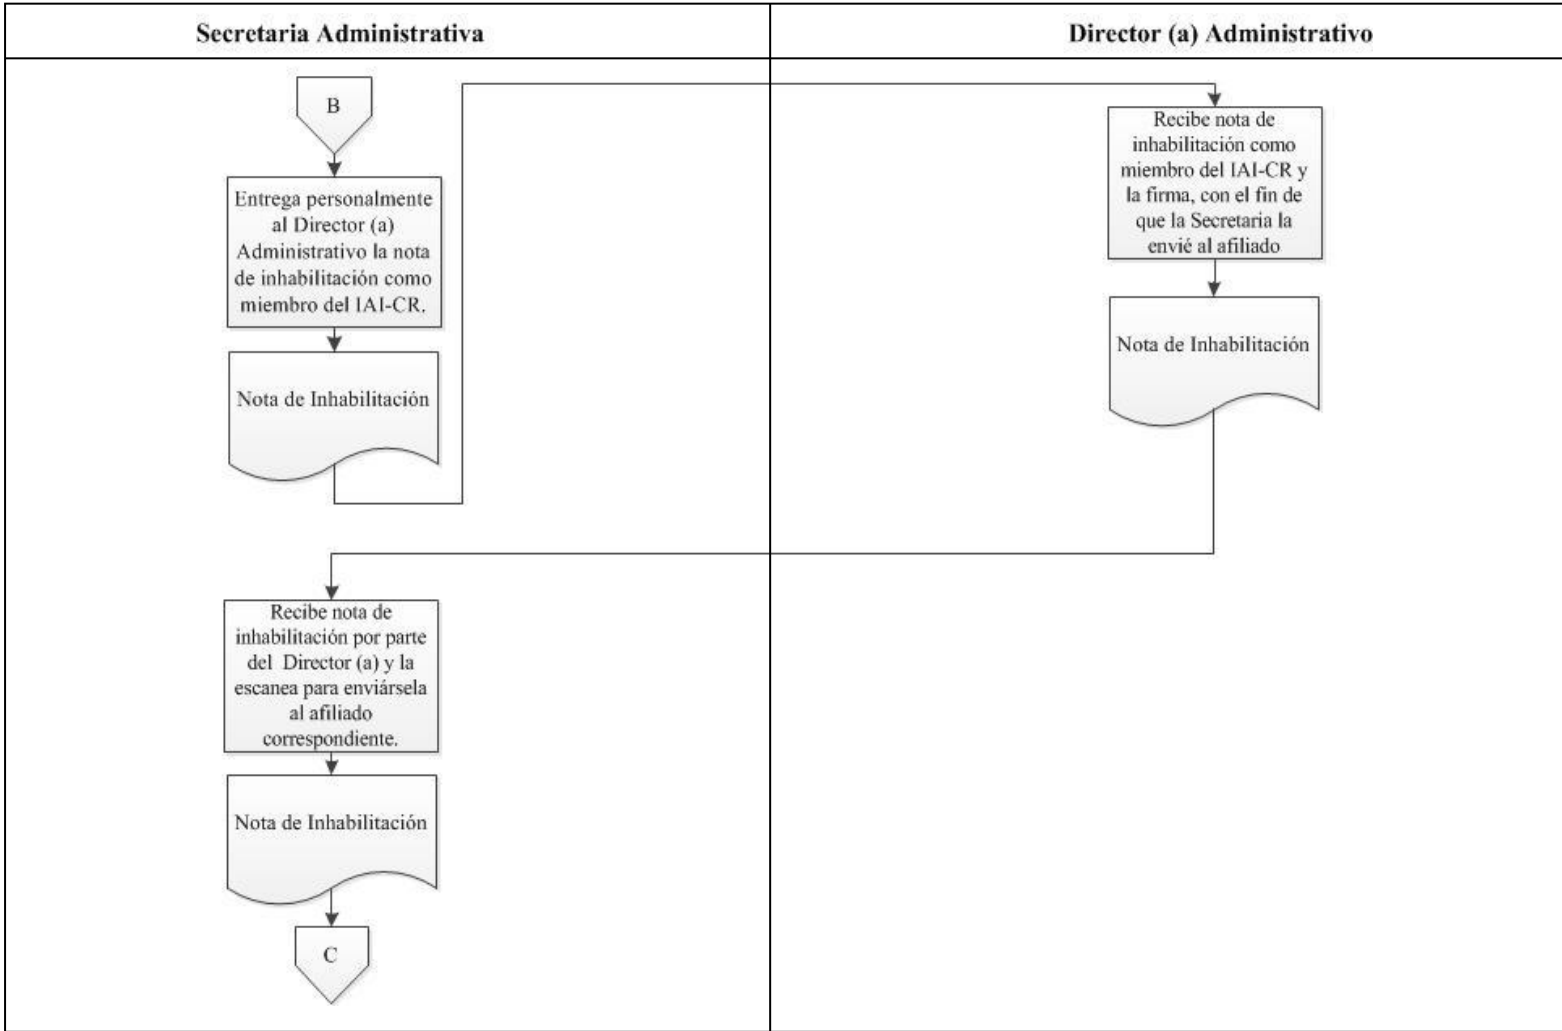 Secretaria Administrativa
Director (a) Administrativo
B
Entrega personalmente
al Director (a)
Administrativo la nota
de inhabilitación como
miembro del IAI-CR.
Nota de Inhabilitación
Recibe nota de
inhabilitación como
miembro del IAI-CR y
la firma, con el fin de
que la Secretaria la
envié al afiliado
Nota de Inhabilitación
Recibe nota de
inhabilitación por parte
del Director (a) y la
escanea para enviársela
al afiliado
correspondiente.
Nota de Inhabilitación
C